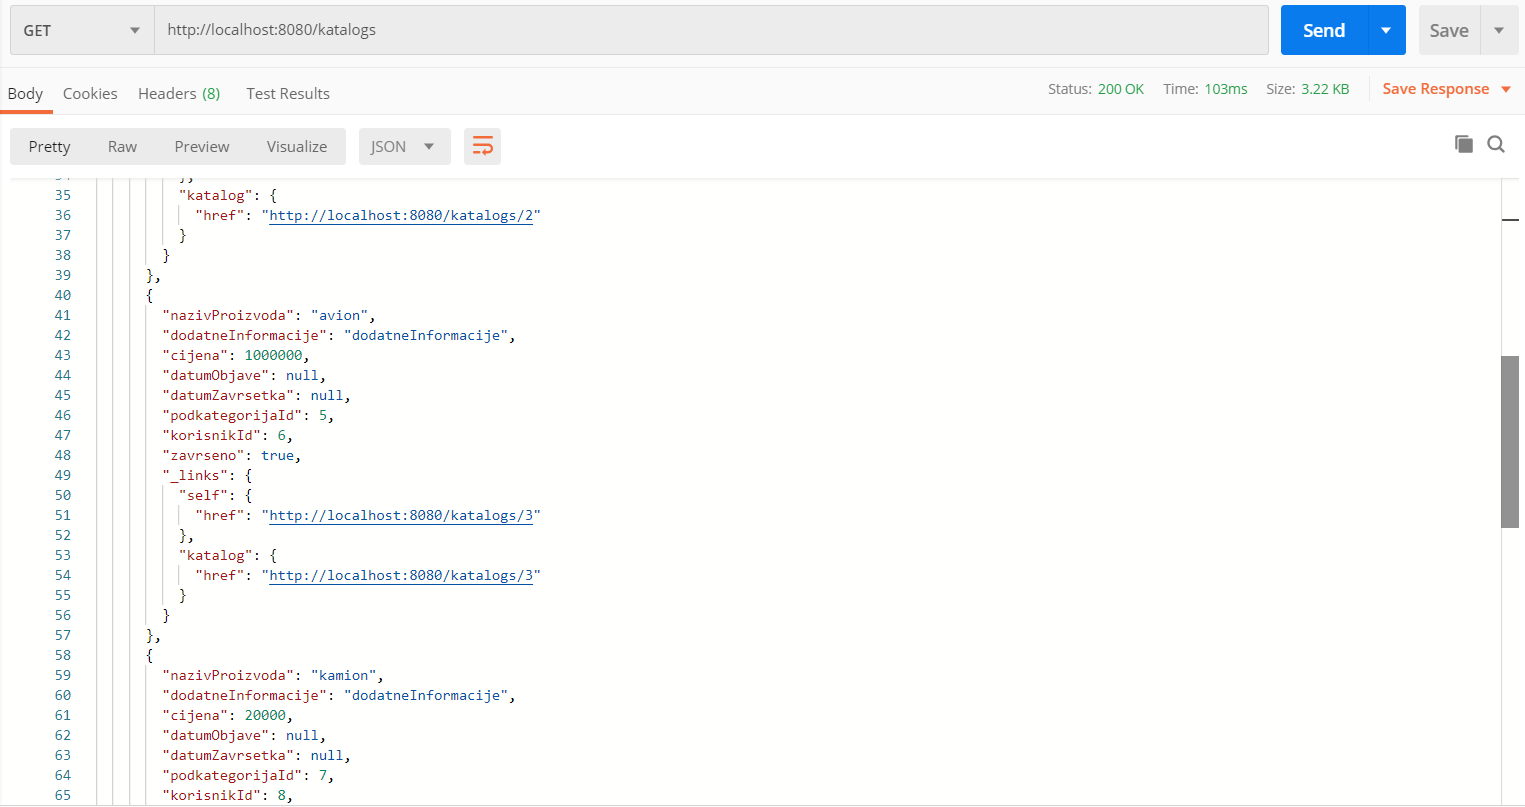 GET http://localhost:8080/katalogs Send Save
Body Cookies Headers (8) Test Results Status: 200 OK Time: 103ms Size: 3.22 KB Save Response
Pretty Raw Preview Visualize JSON
35 "katalog": {
36 "href": "http://localhost:8080/katalogs/2"
37 }
38 }
39 },
40 {
41 "nazivProizvoda": "avion",
42 "dodatneInformacije": "dodatneInformacije",
43 "cijena": 1000000,
44 "datumObjave": null,
45 "datumZavrsetka": null,
46 "podkategorijaId": 5,
47 "korisnikId": 6,
48 "zavrseno": true,
49 "_links": {
50 "self": {
51 "href": "http://localhost:8080/katalogs/3"
52 },
53 "katalog": {
54 "href": "http://localhost:8080/katalogs/3"
55 }
56 }
57 },
58 {
59 "nazivProizvoda": "kamion",
60 "dodatneInformacije": "dodatneInformacije",
61 "cijena": 20000,
62 "datumObjave": null,
63 "datumZavrsetka": null,
64 "podkategorijaId": 7,
65 "korisnikId": 8,